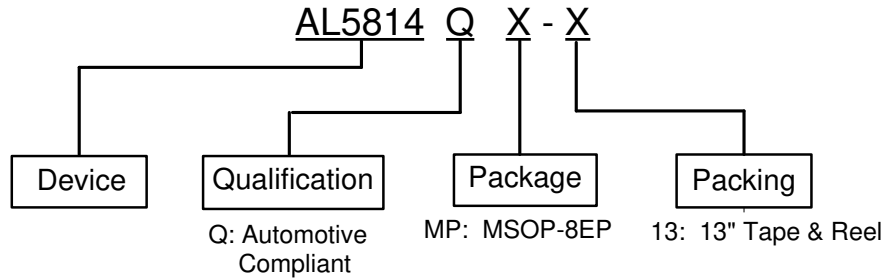 AL5814 Q X - X
Device
Qualification
Package
Packing
Q: Automotive
Compliant
MP: MSOP-8EP
13: 13" Tape & Reel